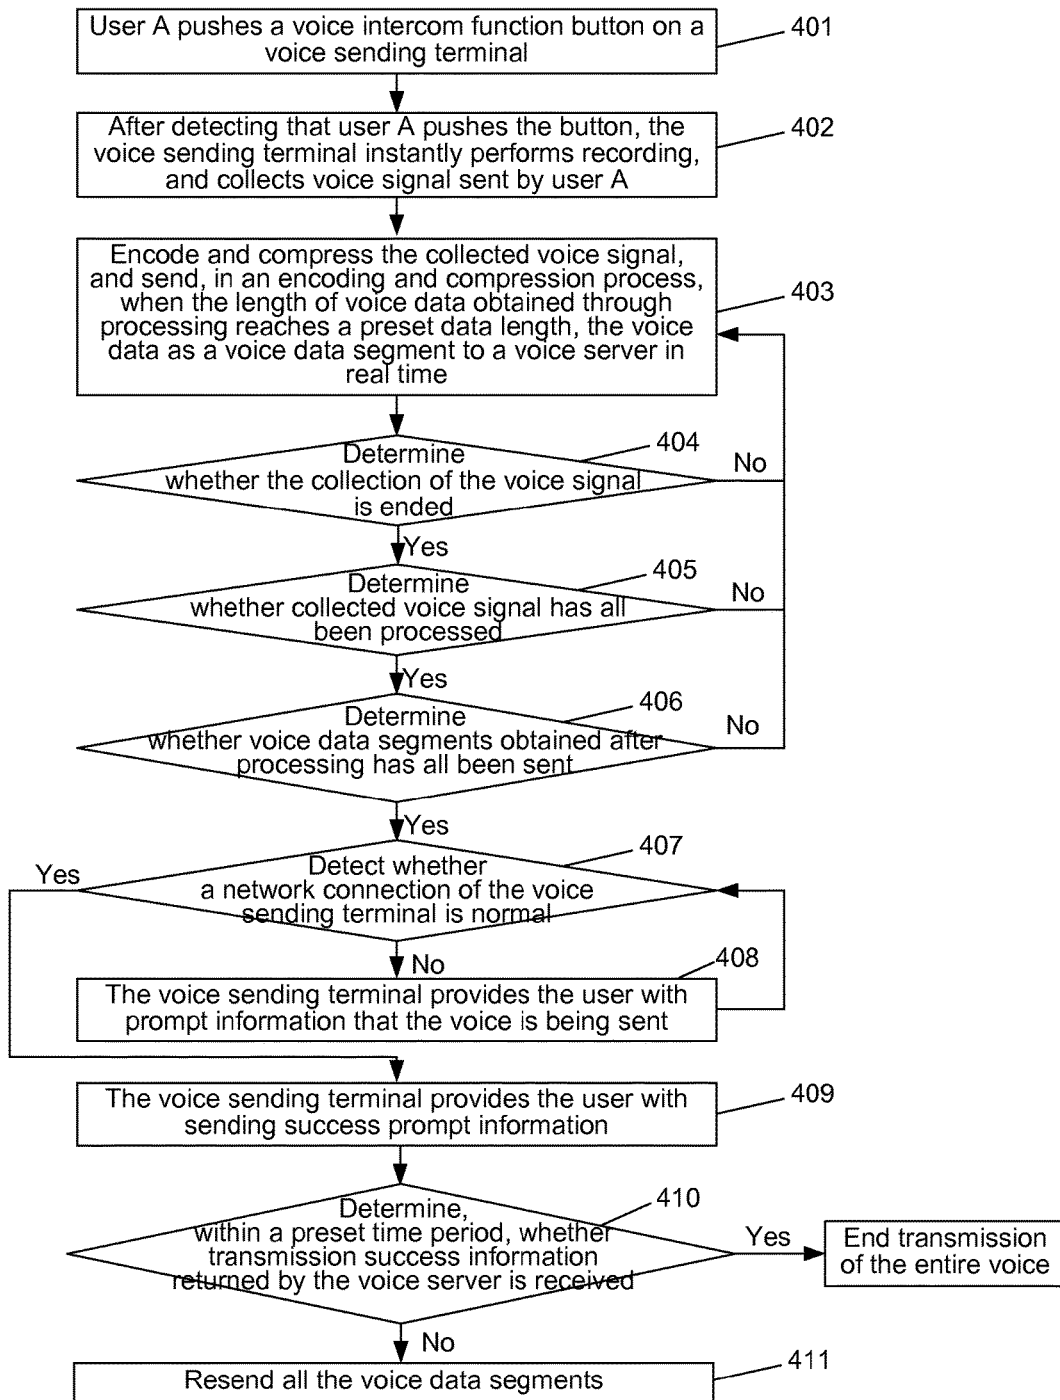 User A pushes a voice intercom function button on a
voice sending terminal
401
After detecting that user A pushes the button, the
voice sending terminal instantly performs recording,
and collects voice signal sent by user A
402
Encode and compress the collected voice signal,
and send, in an encoding and compression process,
when the length of voice data obtained through
processing reaches a preset data length, the voice
data as a voice data segment to a voice server in
real time
403
Determine
whether the collection of the voice signal
is ended
404
No
Yes
Determine
whether collected voice signal has all
been processed
405
No
Yes
Determine
whether voice data segments obtained after
processing has all been sent
406
No
Yes
Detect whether
a network connection of the voice
sending terminal is normal
407
Yes
No
408
The voice sending terminal provides the user with
prompt information that the voice is being sent
The voice sending terminal provides the user with
sending success prompt information
409
Determine,
within a preset time period, whether
transmission success information
returned by the voice server is received
410
Yes
End transmission
of the entire voice
No
Resend all the voice data segments
411